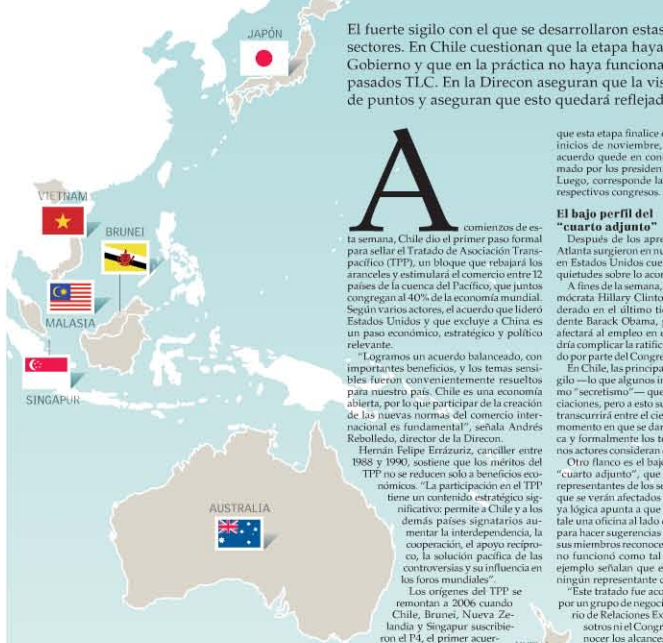 JAPÓN
VIETNAM
BRUNEI
MALASIA
SINGAPUR
AUSTRALIA
El fuerte sigilo con el que se desarrollaron estas
sectores. En Chile cuestionan que la etapa haya
Gobierno y que en la práctica no haya funciona
pasados TLC. En la Direcon aseguran que la vis
de puntos y aseguran que esto quedará reflejad
A comienzos de es-
ta semana, Chile dio el primer paso formal
para sellar el Tratado de Asociación Trans-
pacífico (TPP), un bloque que rebajará los
aranceles y estimulará el comercio entre 12
países de la cuenca del Pacífico, que juntos
congregan al 40% de la economía mundial.
Según varios actores, el acuerdo que lideró
Estados Unidos y que excluye a China es
un paso económico, estratégico y político
relevante.
"Logramos un acuerdo balanceado, con
importantes beneficios, y los temas sensi-
bles fueron convenientemente resueltos
para nuestro país. Chile es una economía
abierta, por lo que participar de la creación
de las nuevas normas del comercio inter-
nacional es fundamental", señala Andrés
Rebolledo, director de la Direcon.
Hernán Felipe Errázuriz, canciller entre
1988 y 1990, sostiene que los méritos del
TPP no se reducen solo a beneficios eco-
nómicos. "La participación en el TPP
tiene un contenido estratégico sig-
nificativo: permite a Chile y a los
demás países signatarios au-
mentar la interdependencia, la
cooperación, el apoyo recípro-
co, la solución pacífica de las
controversias y su influencia en
los foros mundiales".
Los orígenes del TPP se
remontan a 2006 cuando
Chile, Brunei, Nueva Ze-
landia y Singapur suscribie-
ron el P4, el primer acuer-
que esta etapa finalice
inicios de noviembre,
acuerdo quede en con
mado por los presiden
Luego, corresponde la
respectivos congresos.
El bajo perfil del
"cuarto adjunto"
Después de los apre
Atlanta surgieron en nu
en Estados Unidos cue
quietudes sobre lo acor
A fines de la semana,
mócrata Hillary Clinto
derado en el último tie
dente Barack Obama,
afectará al empleo en
dría complicar la ratific
do por parte del Congre
En Chile, las principa
gilo —lo que algunos i
mo "secretismo"— que
ciaciones, pero a esto su
transcurrirá entre el cie
momento en que se dar
ca y formalmente los te
nos actores consideran
Otro flanco es el bajo
"cuarto adjunto", que
representantes de los se
que se verán afectados
ya lógica apunta a que
tale una oficina al local
para hacer sugerencias
sus miembros reconoce
no funcionó como tal
ejemplo señalan que e
ningún representante
"Este tratado fue aco
por un grupo de negoci
rio de Relaciones Ex
sotros ni el Congr
nocer los alcance